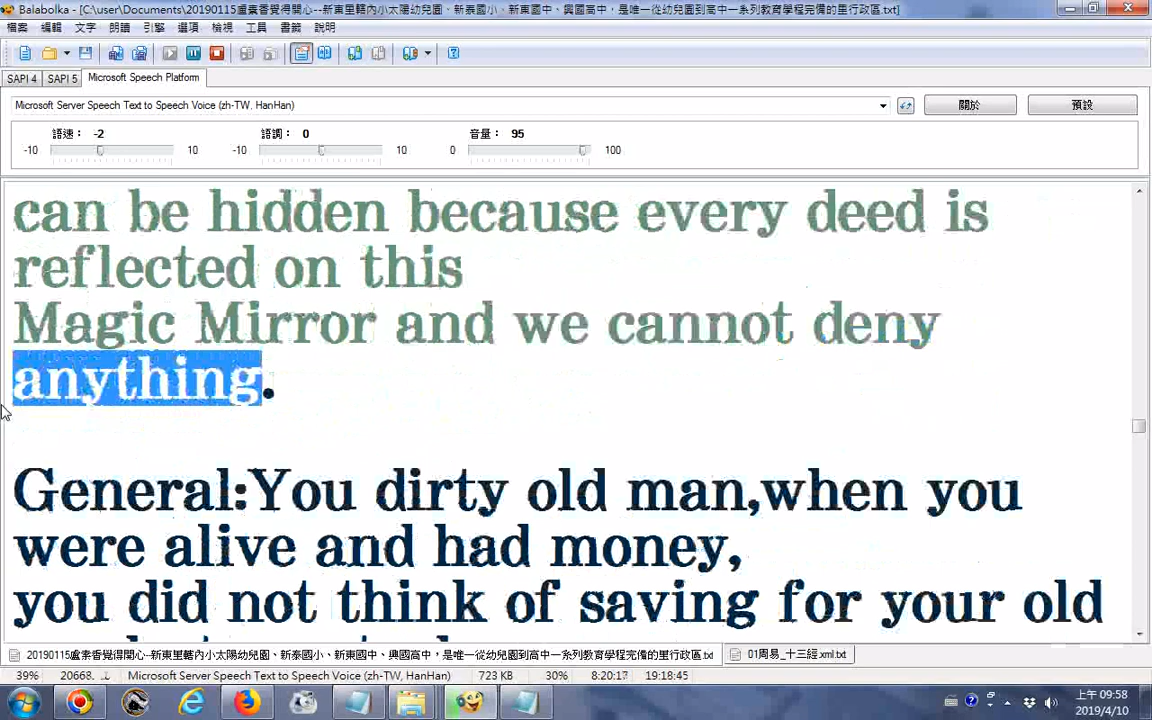 Balabolka - [C:\user\Documents\20190115盧素香覺得開心--新東里轄內小太陽幼兒園、新泰國小、新東國中、興國高中，是唯一從幼兒園到高中一系列教育學程完備的里行政區.txt]
檔案 編輯 文字 朗讀 引擎 選項 檢視 工具 書籤 說明
SAPI 4 SAPI 5 Microsoft Speech Platform
Microsoft Server Speech Text to Speech Voice (zh-TW, HanHan) 關於 預設
語速： -2 語調： 0 音量： 95
-10 10 -10 10 0 100
can be hidden because every deed is
reflected on this
Magic Mirror and we cannot deny
anything.
General:You dirty old man,when you
were alive and had money,
you did not think of saving for your old
20190115盧素香覺得開心--新東里轄內小太陽幼兒園、新泰國小、新東國中、興國高中，是唯一從幼兒園到高中一系列教育學程完備的里行政區.txt 01周易_十三經.xml.txt
39% 20668. Microsoft Server Speech Text to Speech Voice (zh-TW, HanHan) 723 KB 30% 8:20:17 19:18:45
上午 09:58
2019/4/10